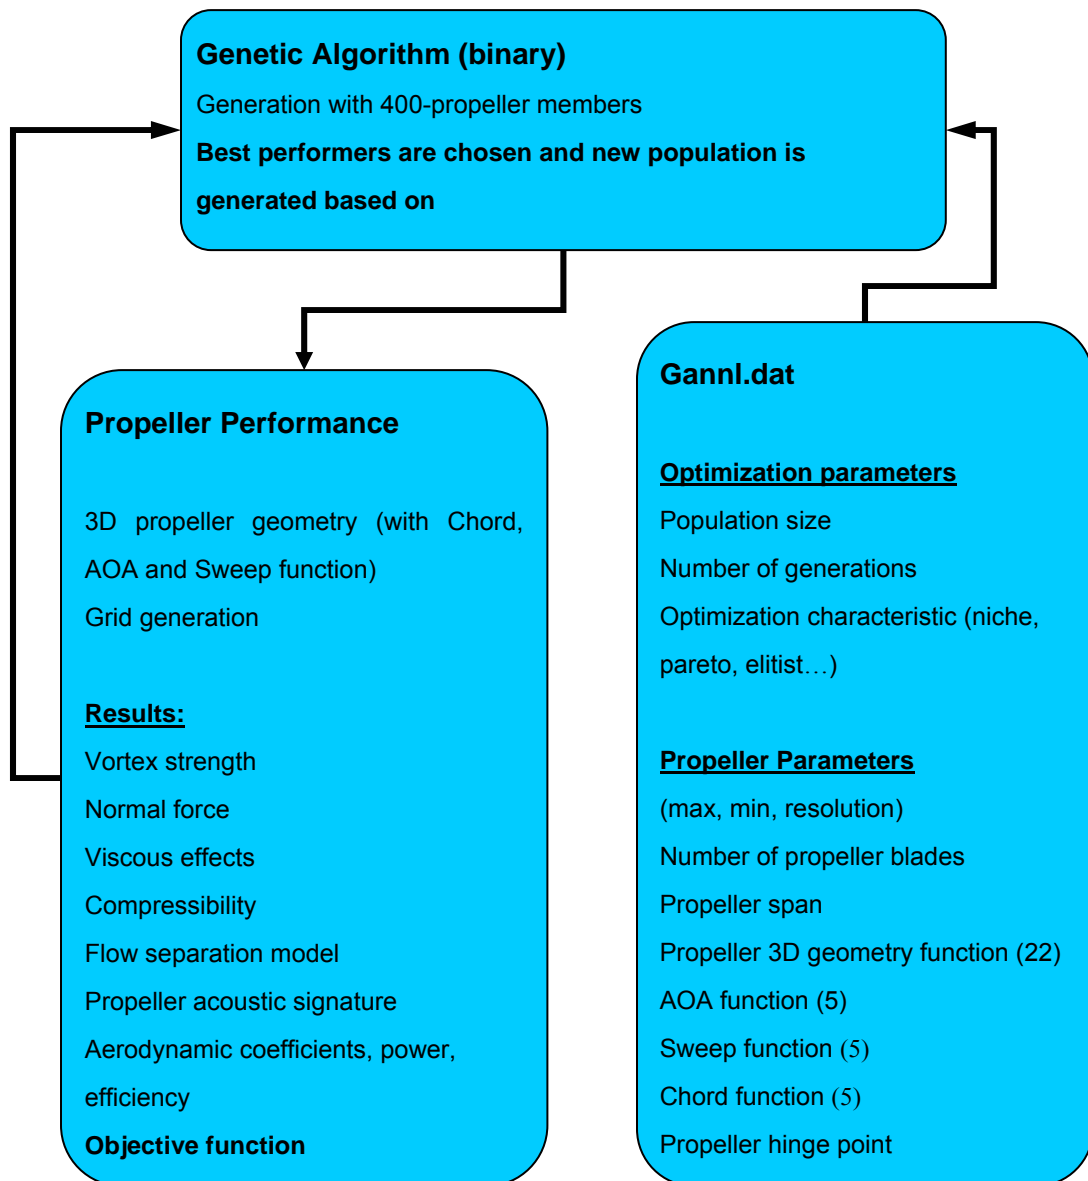 Genetic Algorithm (binary)
Generation with 400-propeller members
Best performers are chosen and new population is
generated based on
Propeller Performance
3D propeller geometry (with Chord,
AOA and Sweep function)
Grid generation
Results:
Vortex strength
Normal force
Viscous effects
Compressibility
Flow separation model
Propeller acoustic signature
Aerodynamic coefficients, power,
efficiency
Objective function
Gannl.dat
Optimization parameters
Population size
Number of generations
Optimization characteristic (niche,
pareto, elitist…)
Propeller Parameters
(max, min, resolution)
Number of propeller blades
Propeller span
Propeller 3D geometry function (22)
AOA function (5)
Sweep function (5)
Chord function (5)
Propeller hinge point